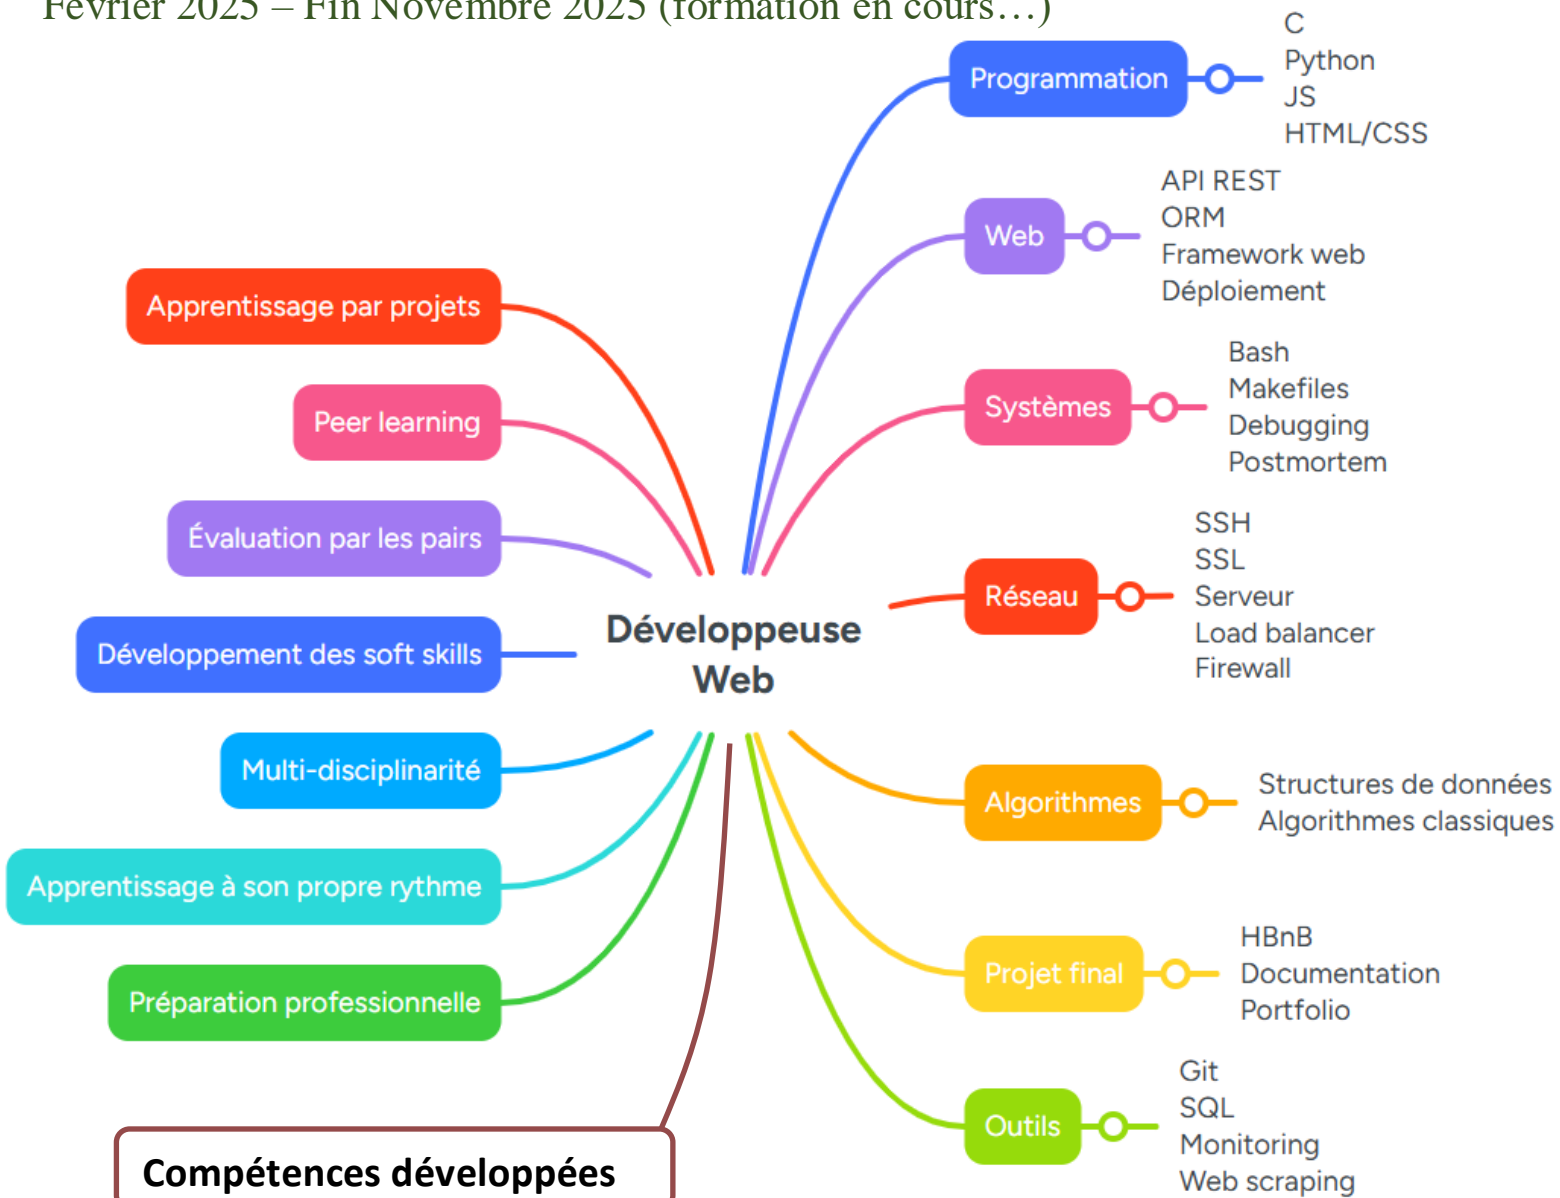 Février 2025 – Fin Novembre 2025 (formation en cours…)
Apprentissage par projets
Peer learning
Évaluation par les pairs
Développement des soft skills
Multi-disciplinarité
Apprentissage à son propre rythme
Préparation professionnelle
Développeuse
Web
Programmation
C
Python
JS
HTML/CSS
Web
API REST
ORM
Framework web
Déploiement
Systèmes
Bash
Makefiles
Debugging
Postmortem
Réseau
SSH
SSL
Serveur
Load balancer
Firewall
Algorithmes
Structures de données
Algorithmes classiques
Projet final
HBnB
Documentation
Portfolio
Outils
Git
SQL
Monitoring
Web scraping
Compétences développées